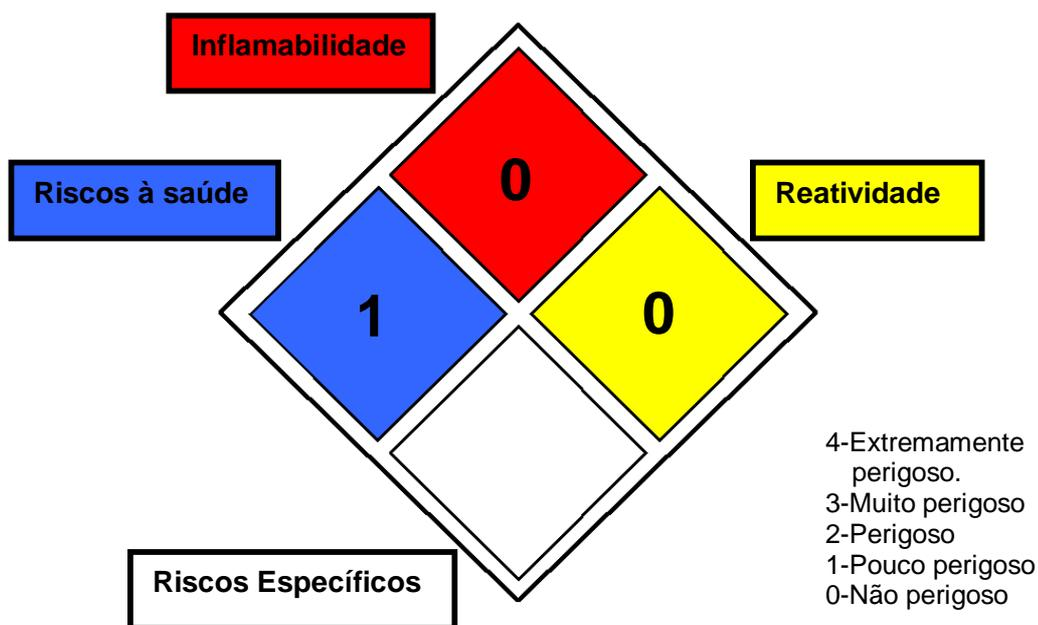 Inflamabilidade
0
Riscos à saúde
Reatividade
1
0
4-Extremamente
perigoso.
3-Muito perigoso
2-Perigoso
1-Pouco perigoso
0-Não perigoso
Riscos Específicos